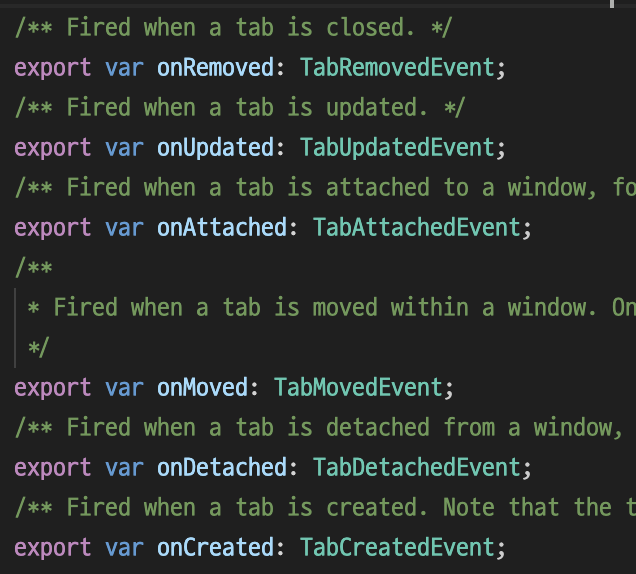 /** Fired when a tab is closed. */
export var onRemoved: TabRemovedEvent;
/** Fired when a tab is updated. */
export var onUpdated: TabUpdatedEvent;
/** Fired when a tab is attached to a window, fo
export var onAttached: TabAttachedEvent;
/**
* Fired when a tab is moved within a window. On
*/
export var onMoved: TabMovedEvent;
/** Fired when a tab is detached from a window,
export var onDetached: TabDetachedEvent;
/** Fired when a tab is created. Note that the t
export var onCreated: TabCreatedEvent;